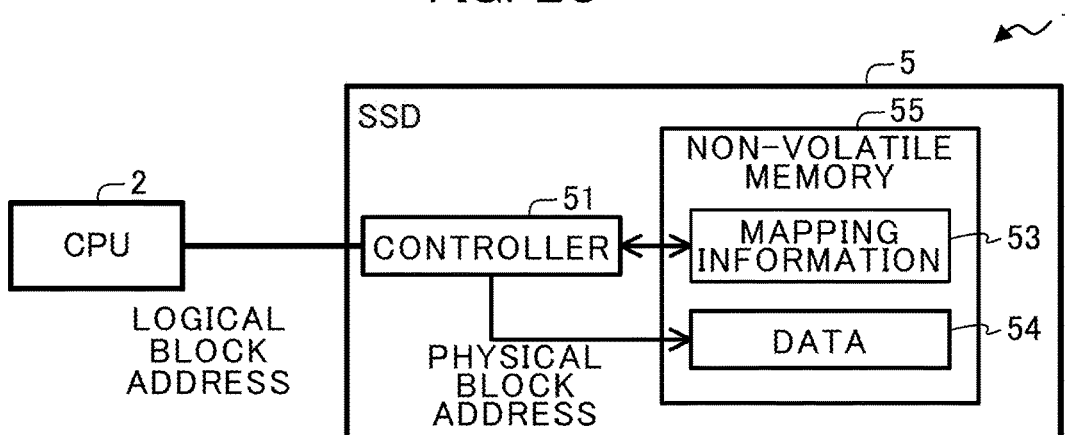 5
SSD
55
NON-VOLATILE
MEMORY
2
51
CPU
CONTROLLER
MAPPING
INFORMATION
53
LOGICAL
BLOCK
ADDRESS
PHYSICAL
BLOCK
ADDRESS
DATA
54